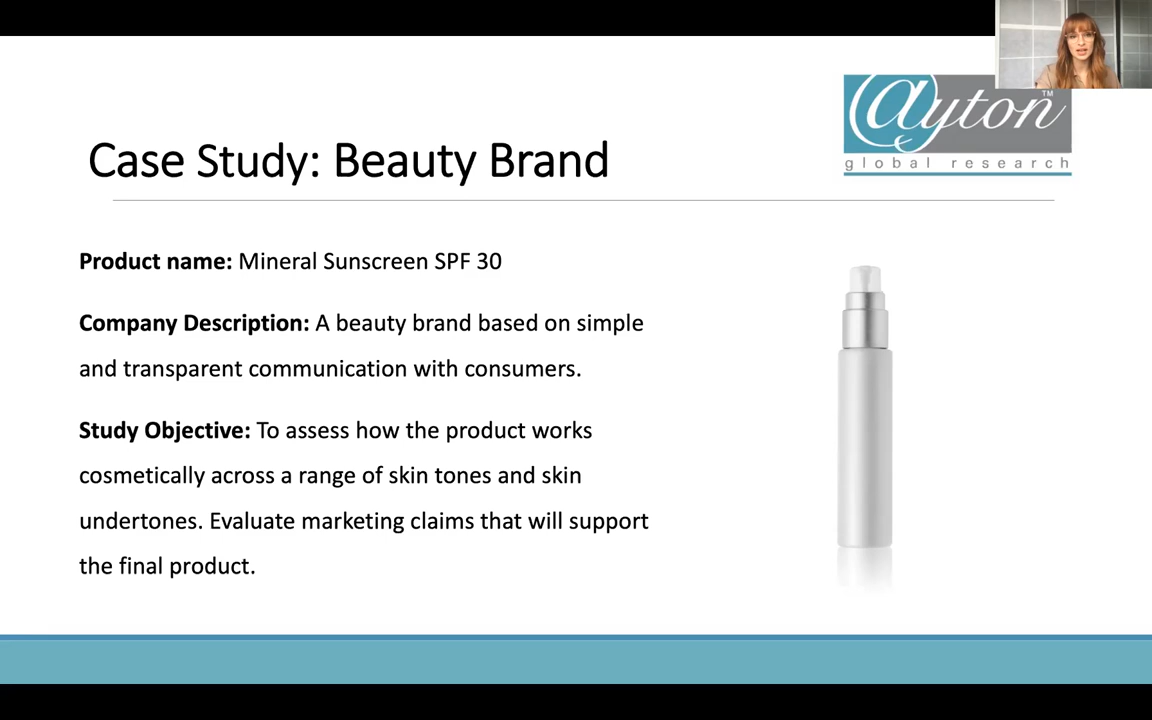 @yton™
global research
Case Study: Beauty Brand
Product name: Mineral Sunscreen SPF 30
Company Description: A beauty brand based on simple
and transparent communication with consumers.
Study Objective: To assess how the product works
cosmetically across a range of skin tones and skin
undertones. Evaluate marketing claims that will support
the final product.